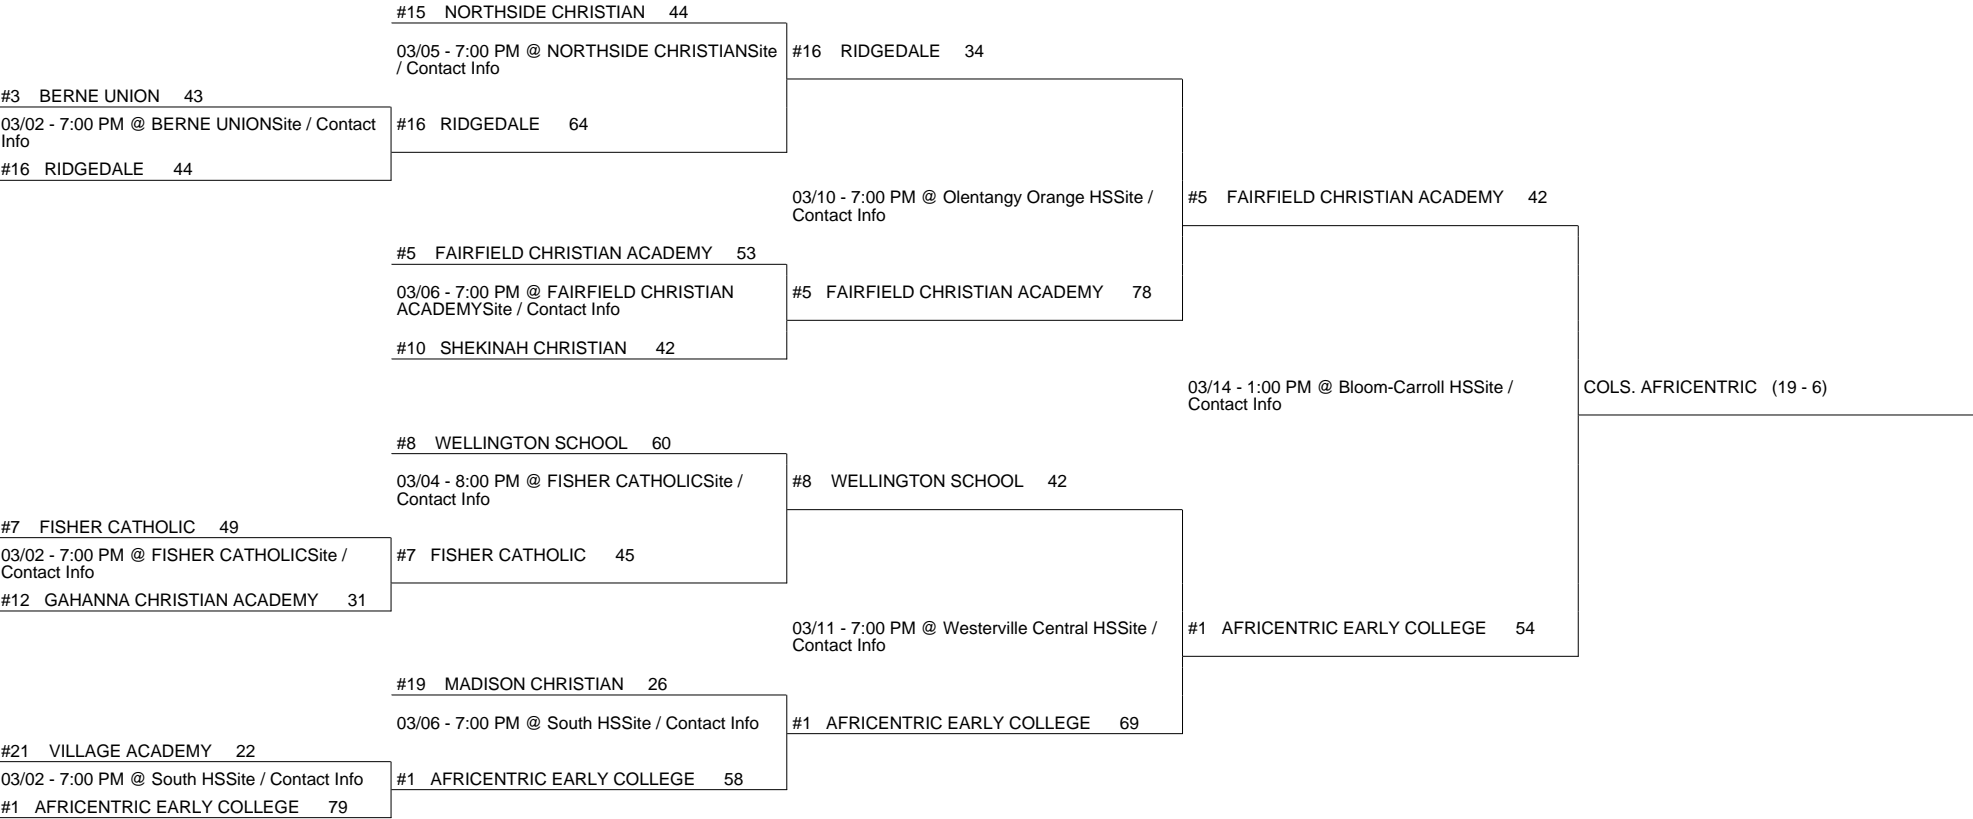 #15 NORTHSIDE CHRISTIAN 44
03/05 - 7:00 PM @ NORTHSIDE CHRISTIANSite
/ Contact Info
#16 RIDGEDALE 34
#3 BERNE UNION 43
03/02 - 7:00 PM @ BERNE UNIONSite / Contact
Info
#16 RIDGEDALE 44
#16 RIDGEDALE 64
03/10 - 7:00 PM @ Olentangy Orange HSSite /
Contact Info
#5 FAIRFIELD CHRISTIAN ACADEMY 42
#5 FAIRFIELD CHRISTIAN ACADEMY 53
03/06 - 7:00 PM @ FAIRFIELD CHRISTIAN
ACADEMYSite / Contact Info
#5 FAIRFIELD CHRISTIAN ACADEMY 78
#10 SHEKINAH CHRISTIAN 42
03/14 - 1:00 PM @ Bloom-Carroll HSSite /
Contact Info
COLS. AFRICENTRIC (19 - 6)
#8 WELLINGTON SCHOOL 60
03/04 - 8:00 PM @ FISHER CATHOLICSite /
Contact Info
#8 WELLINGTON SCHOOL 42
#7 FISHER CATHOLIC 49
03/02 - 7:00 PM @ FISHER CATHOLICSite /
Contact Info
#12 GAHANNA CHRISTIAN ACADEMY 31
#7 FISHER CATHOLIC 45
03/11 - 7:00 PM @ Westerville Central HSSite /
Contact Info
#1 AFRICENTRIC EARLY COLLEGE 54
#19 MADISON CHRISTIAN 26
03/06 - 7:00 PM @ South HSSite / Contact Info
#1 AFRICENTRIC EARLY COLLEGE 69
#21 VILLAGE ACADEMY 22
03/02 - 7:00 PM @ South HSSite / Contact Info
#1 AFRICENTRIC EARLY COLLEGE 79
#1 AFRICENTRIC EARLY COLLEGE 58